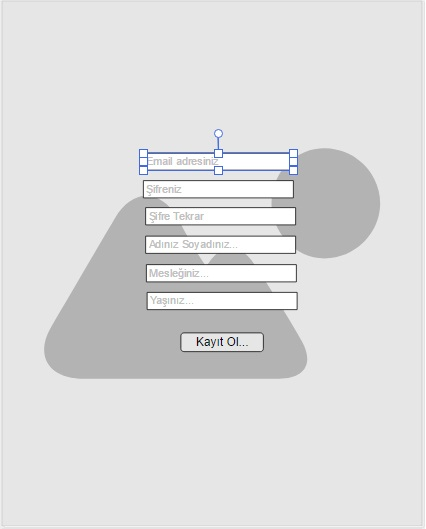 Email adresiniz
Şifreniz
Şifre Tekrar
Adınız Soyadınız...
Mesleğiniz...
Yaşınız...
Kayıt Ol...